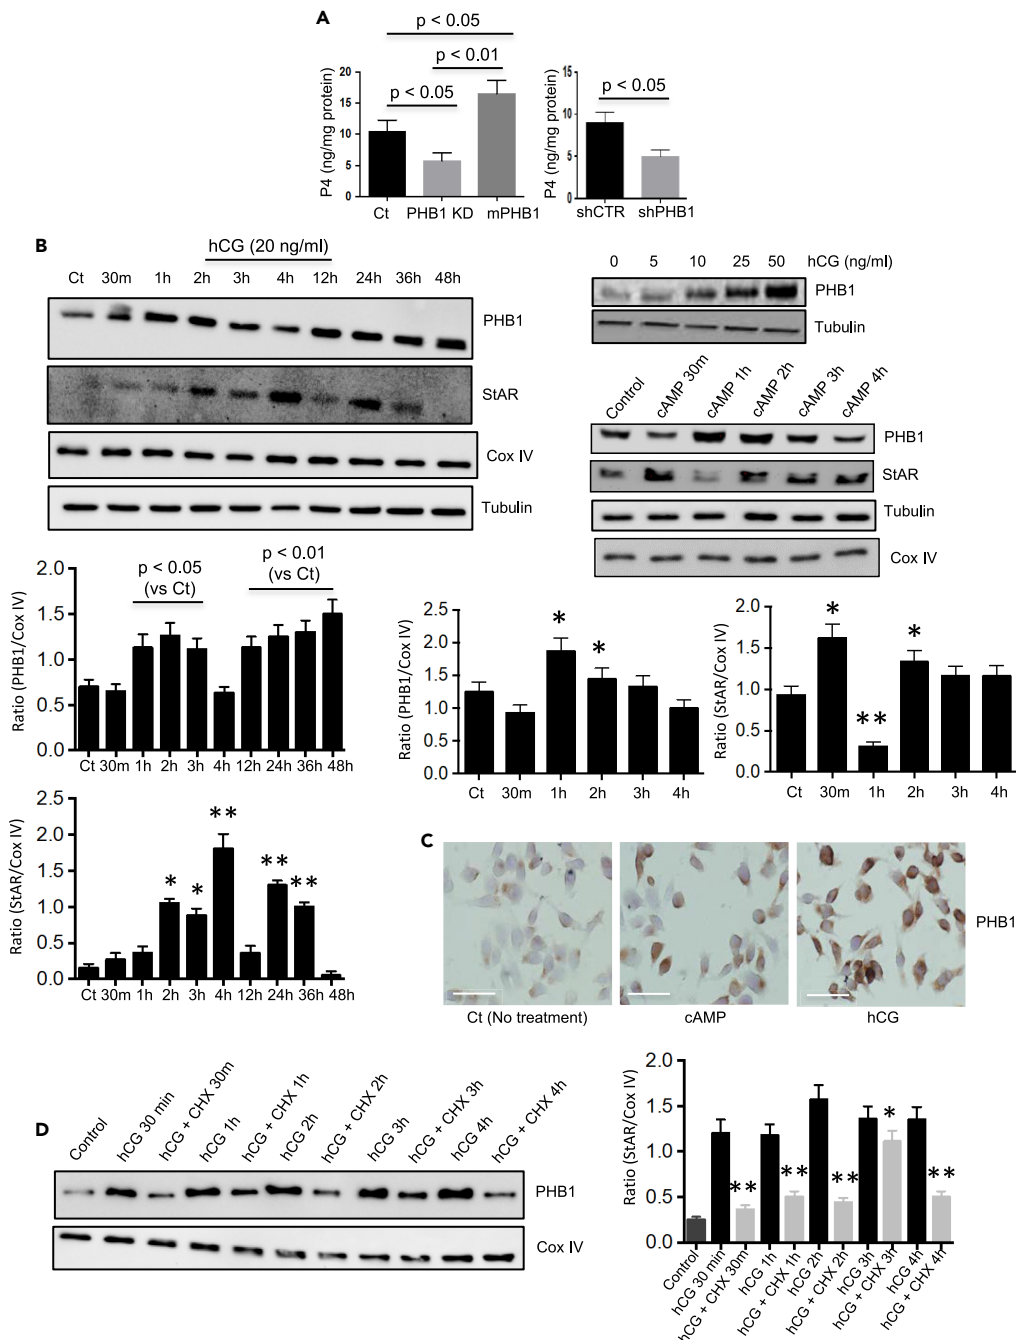 A
p < 0.05
p < 0.01
p < 0.05
P4 (ng/mg protein)
20
15
10
5
0
Ct PHB1 KD mPHB1
p < 0.05
P4 (ng/mg protein)
15
10
5
0
shCTR shPHB1
B
hCG (20 ng/ml)
Ct 30m 1h 2h 3h 4h 12h 24h 36h 48h
PHB1
StAR
Cox IV
Tubulin
0 5 10 25 50 hCG (ng/ml)
PHB1
Tubulin
Control cAMP 30m cAMP 1h cAMP 2h cAMP 3h cAMP 4h
PHB1
StAR
Tubulin
Cox IV
p < 0.05
(vs Ct)
p < 0.01
(vs Ct)
Ratio (PHB1/Cox IV)
2.0
1.5
1.0
0.5
0.0
Ct 30m 1h 2h 3h 4h 12h 24h 36h 48h
Ratio (PHB1/Cox IV)
2.5
2.0
1.5
1.0
0.5
0.0
* *
Ct 30m 1h 2h 3h 4h
Ratio (StAR/Cox IV)
2.0
1.5
1.0
0.5
0.0
* ** *
Ct 30m 1h 2h 3h 4h
Ratio (StAR/Cox IV)
2.0
1.5
1.0
0.5
0.0
* * ** ** **
Ct 30m 1h 2h 3h 4h 12h 24h 36h 48h
C
PHB1
Ct (No treatment) cAMP hCG
D
Control hCG 30 min hCG + CHX 30m hCG 1h hCG + CHX 1h hCG 2h hCG + CHX 2h hCG 3h hCG + CHX 3h hCG 4h hCG + CHX 4h
PHB1
Cox IV
Ratio (StAR/Cox IV)
2.0
1.5
1.0
0.5
0.0
** ** ** * **
Control hCG 30 min hCG + CHX 30m hCG 1h hCG + CHX 1h hCG 2h hCG + CHX 2h hCG 3h hCG + CHX 3h hCG 4h hCG + CHX 4h